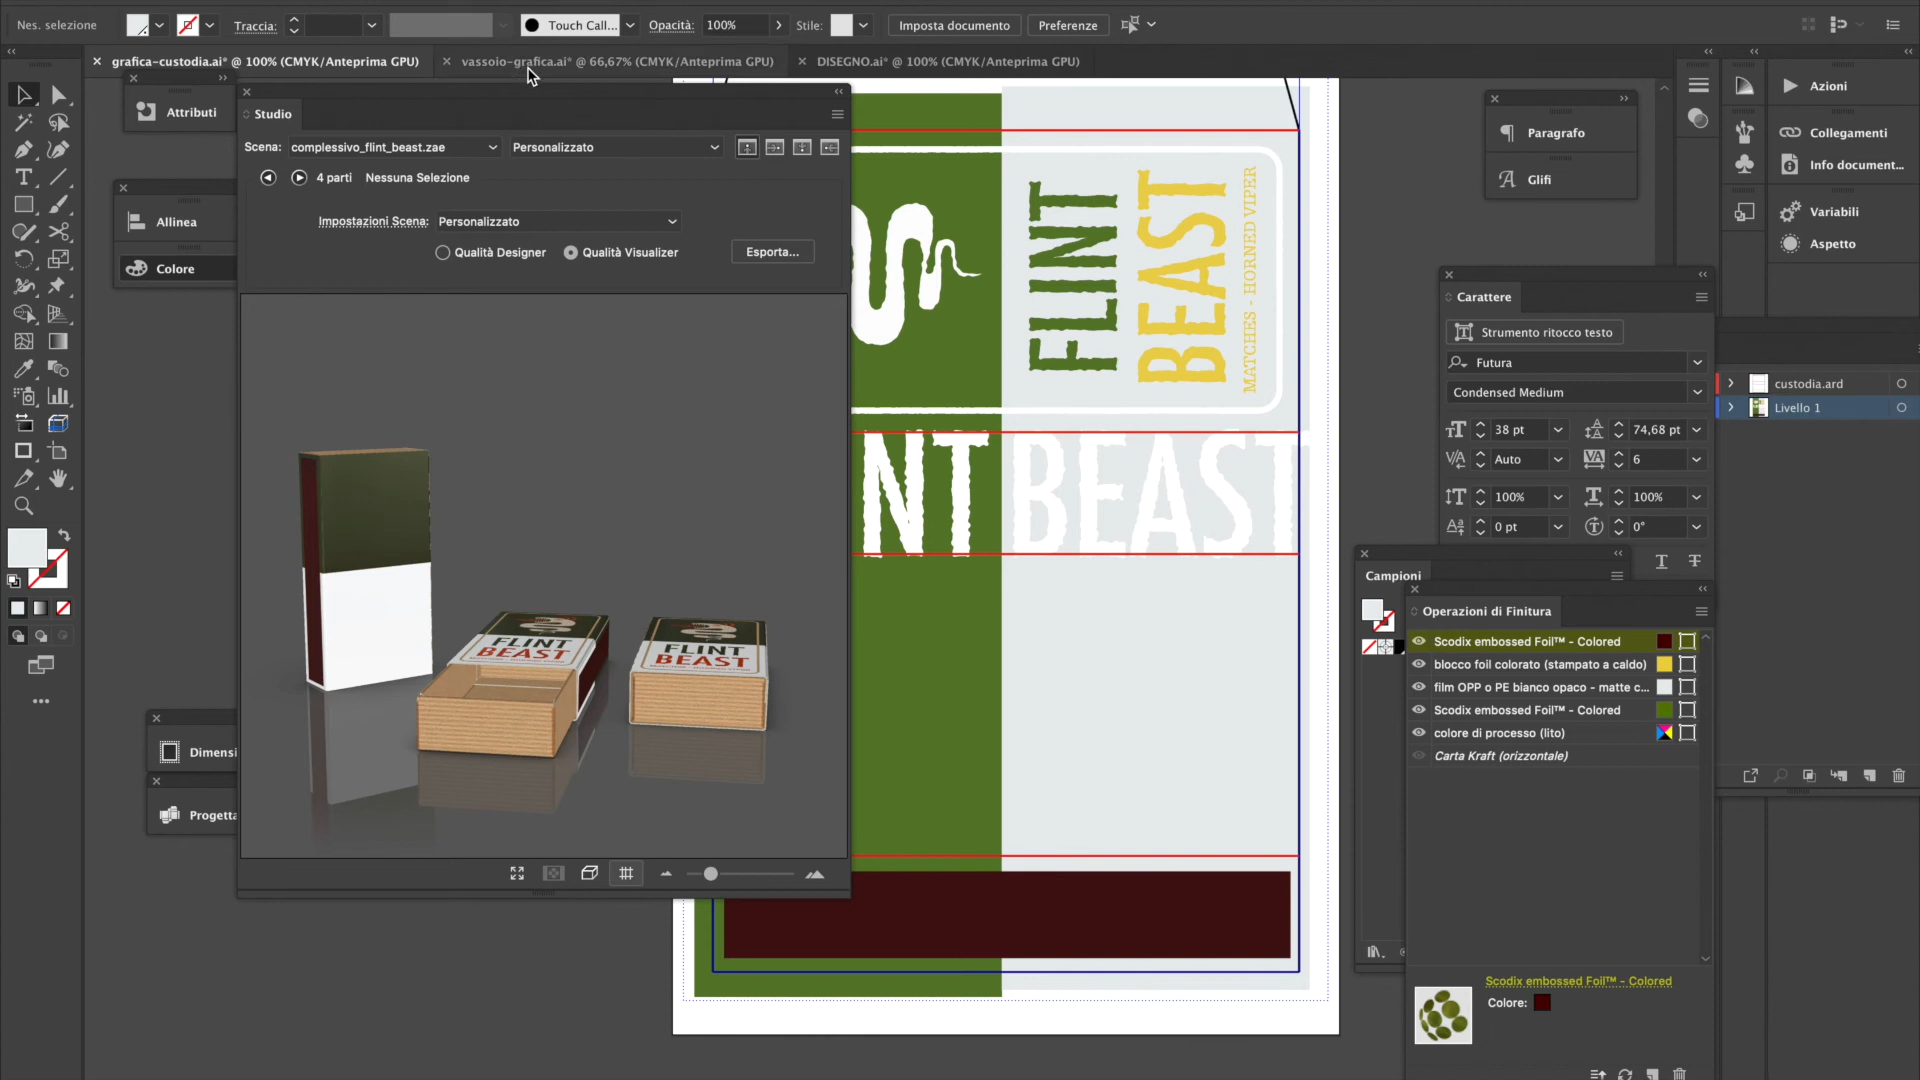 Nes. selezione
Traccia:
Touch Call...
Opacità:
100%
Stile:
Imposta documento
Preferenze
grafica-custodia.ai* @ 100% (CMYK/Anteprima GPU)
vassoio-grafica.ai* @ 66,67% (CMYK/Anteprima GPU)
DISEGNO.ai* @ 100% (CMYK/Anteprima GPU)
Attributi
Allinea
Colore
Dimensi
Progetta
Studio
Scena:
complessivo_flint_beast.zae
Personalizzato
4 parti
Nessuna Selezione
Impostazioni Scena:
Personalizzato
Qualità Designer
Qualità Visualizer
Esporta...
FLINT
BEAST
FLINT
BEAST
FLINT
BEAST
MATCHES - HORNED VIPER
NT
BEAST
Paragrafo
Glifi
Azioni
Collegamenti
Info document...
Variabili
Aspetto
Carattere
Strumento ritocco testo
Futura
Condensed Medium
38 pt
74,68 pt
Auto
6
100%
100%
0 pt
0°
custodia.ard
Livello 1
Campioni
Operazioni di Finitura
Scodix embossed Foil™ - Colored
blocco foil colorato (stampato a caldo)
film OPP o PE bianco opaco - matte c...
Scodix embossed Foil™ - Colored
colore di processo (lito)
Carta Kraft (orizzontale)
Scodix embossed Foil™ - Colored
Colore: